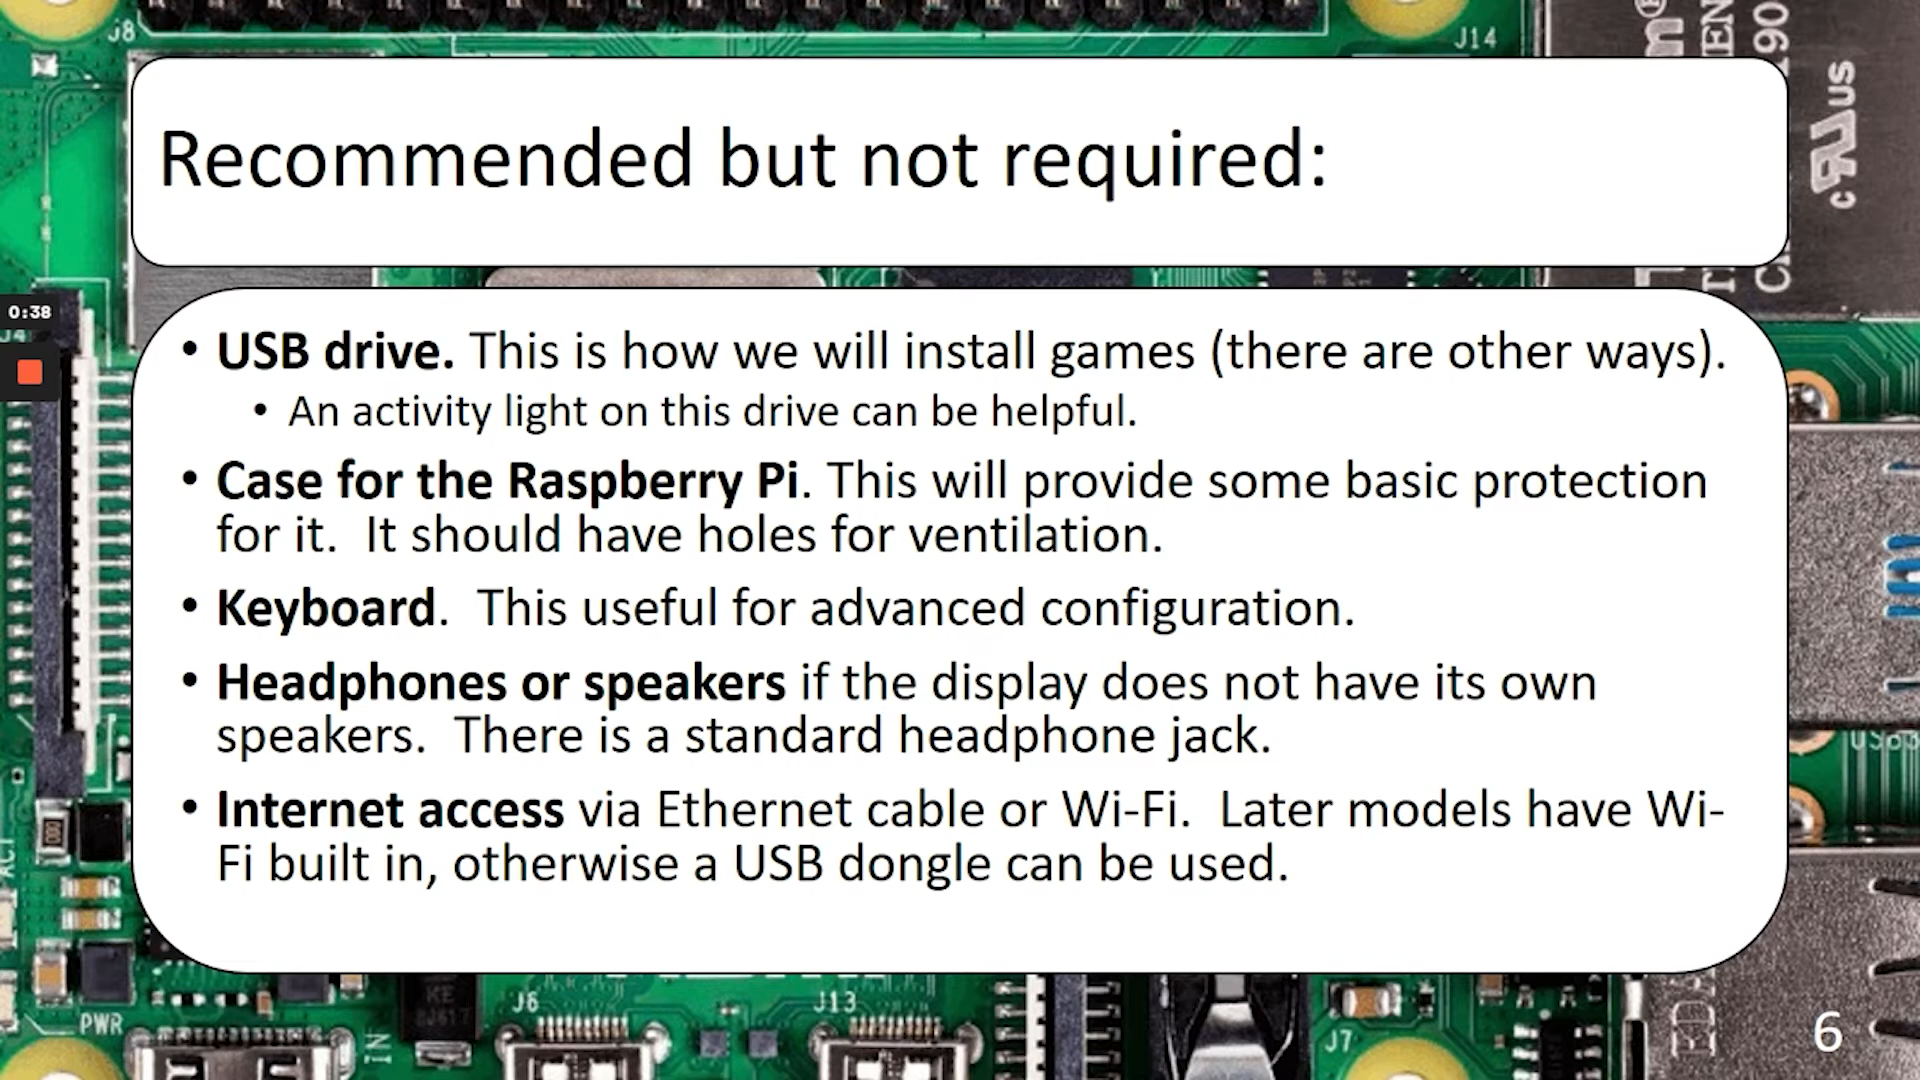 J8
J14
Recommended but not required:
cRUus
0:38
• USB drive. This is how we will install games (there are other ways).
• An activity light on this drive can be helpful.
• Case for the Raspberry Pi. This will provide some basic protection
for it. It should have holes for ventilation.
• Keyboard. This useful for advanced configuration.
• Headphones or speakers if the display does not have its own
speakers. There is a standard headphone jack.
• Internet access via Ethernet cable or Wi-Fi. Later models have Wi-
Fi built in, otherwise a USB dongle can be used.
J6
J13
PWR
IN
J7
6